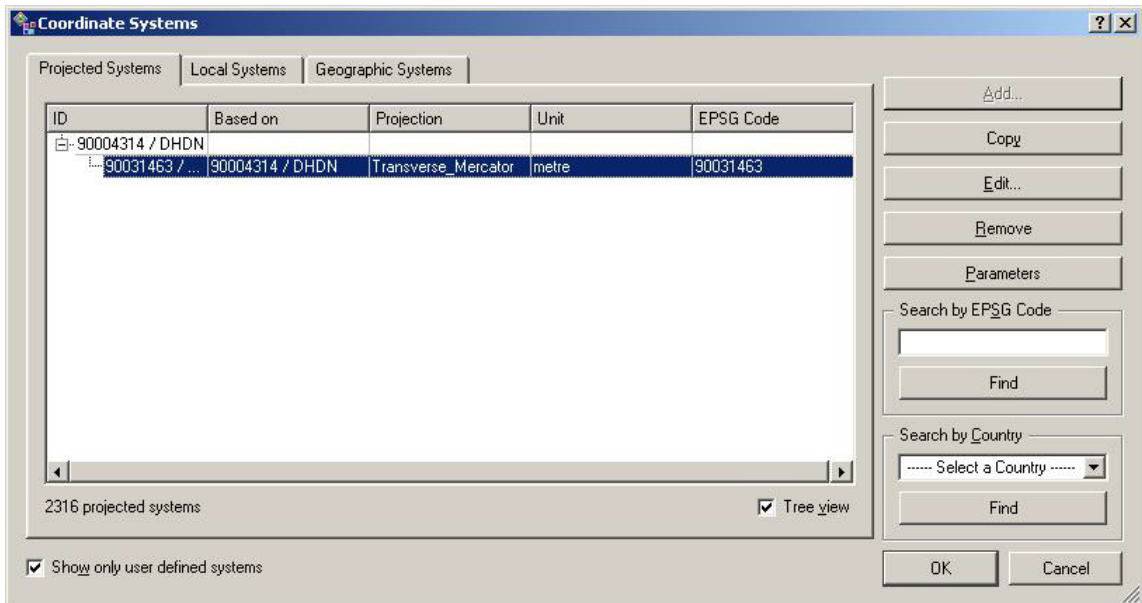 Coordinate Systems
Projected Systems Local Systems Geographic Systems
ID Based on Projection Unit EPSG Code
90004314 / DHDN
90031463 / ... 90004314 / DHDN Transverse_Mercator metre 90031463
2316 projected systems
Tree view
Show only user defined systems
Add...
Copy
Edit...
Remove
Parameters
Search by EPSG Code
Find
Search by Country
------ Select a Country ------
Find
OK Cancel